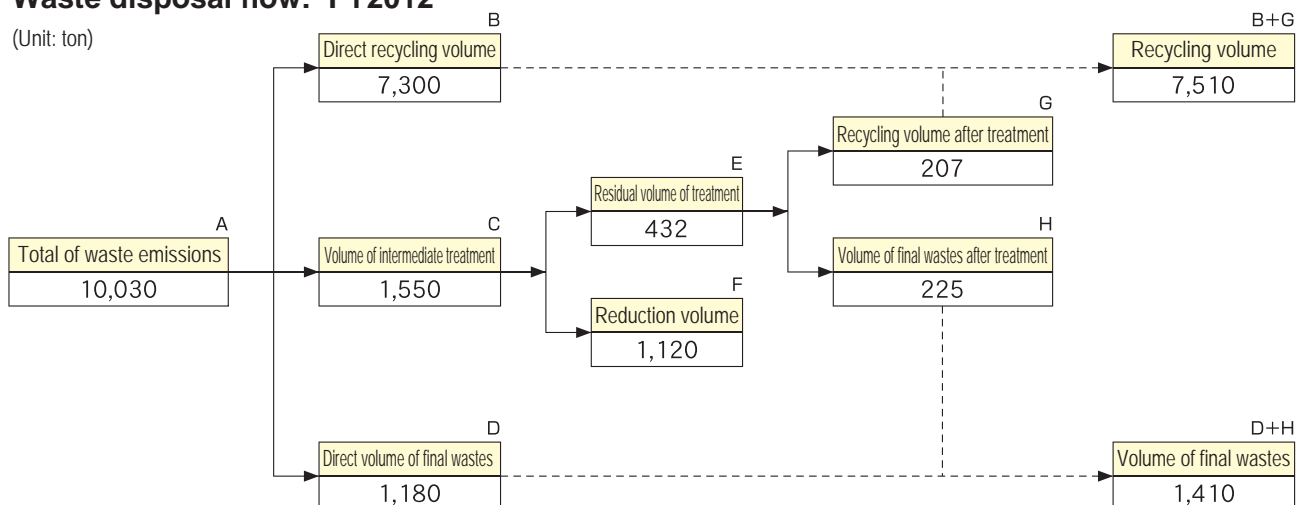 Waste disposal flow: FY2012
(Unit: ton)
B
Direct recycling volume
7,300
B+G
Recycling volume
7,510
G
Recycling volume after treatment
207
E
Residual volume of treatment
432
A
Total of waste emissions
10,030
C
Volume of intermediate treatment
1,550
H
Volume of final wastes after treatment
225
F
Reduction volume
1,120
D
Direct volume of final wastes
1,180
D+H
Volume of final wastes
1,410